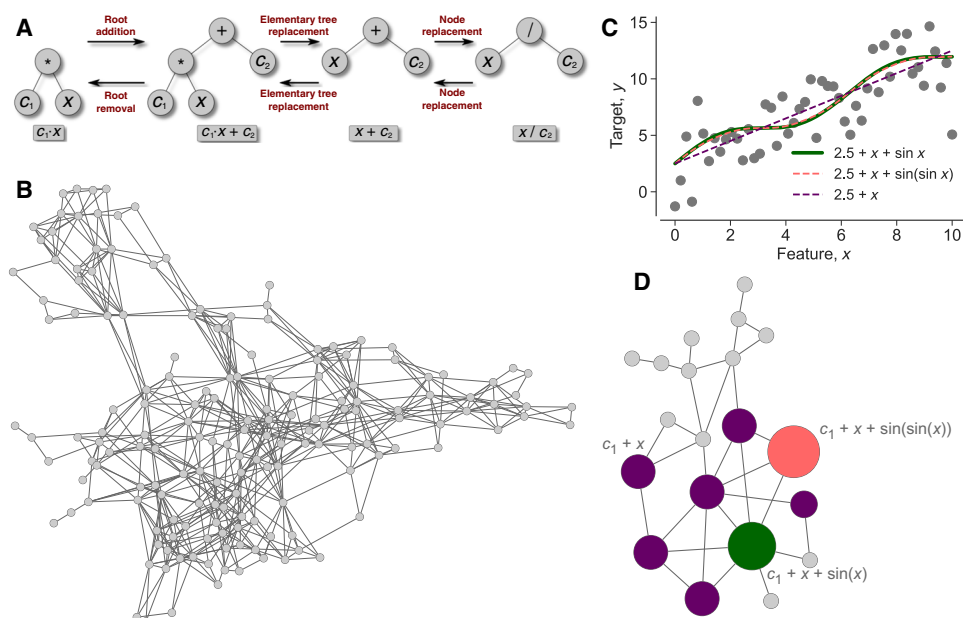 A
Root addition
Elementary tree replacement
Node replacement
*
C₁
X
+
*
C₂
C₁
X
+
X
C₂
/
X
C₂
Root removal
Elementary tree replacement
Node replacement
C₁·X
C₁·X + C₂
X + C₂
X / C₂
B
C
Target, y
15
10
5
0
2.5 + x + sin x
2.5 + x + sin(sin x)
2.5 + x
0 2 4 6 8 10
Feature, x
D
c₁ + x + sin(sin(x))
c₁ + x
c₁ + x + sin(x)